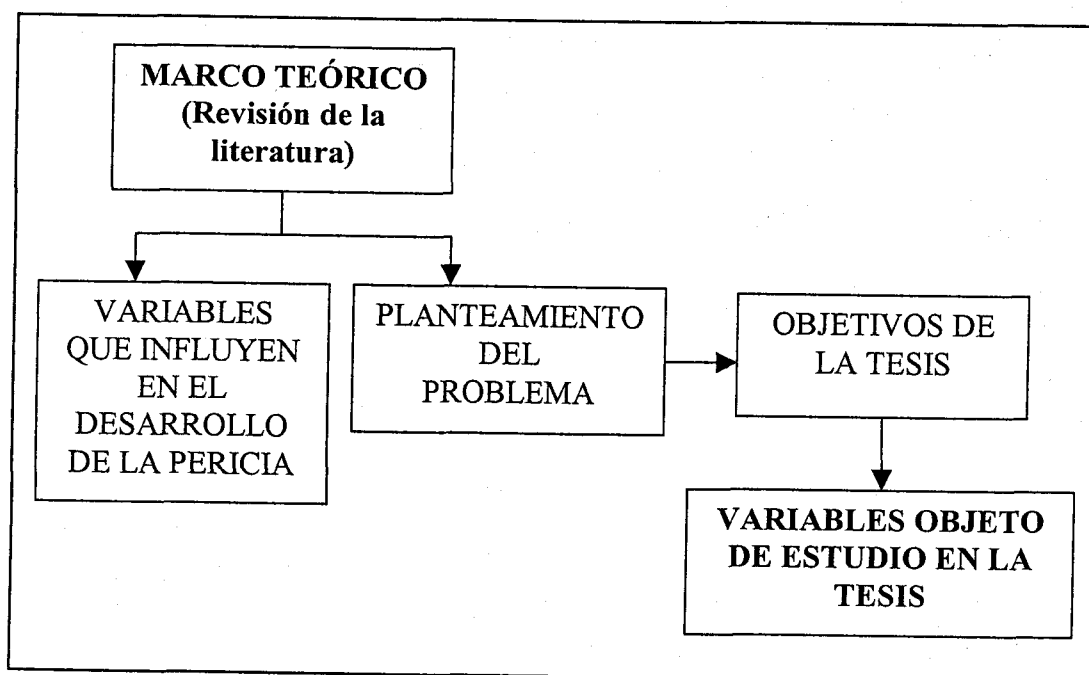 MARCO TEÓRICO
(Revisión de la
literatura)
VARIABLES
QUE INFLUYEN
EN EL
DESARROLLO
DE LA PERICIA
PLANTEAMIENTO
DEL
PROBLEMA
OBJETIVOS DE
LA TESIS
VARIABLES OBJETO
DE ESTUDIO EN LA
TESIS